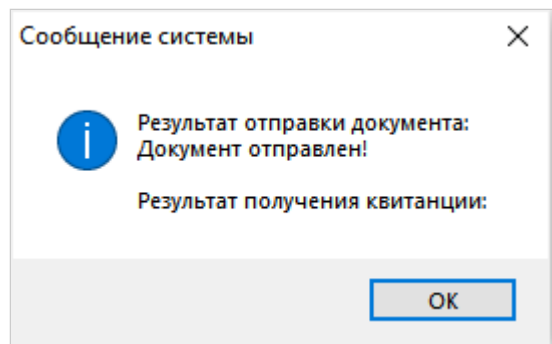 Сообщение системы
Результат отправки документа:
Документ отправлен!
Результат получения квитанции:
ОК